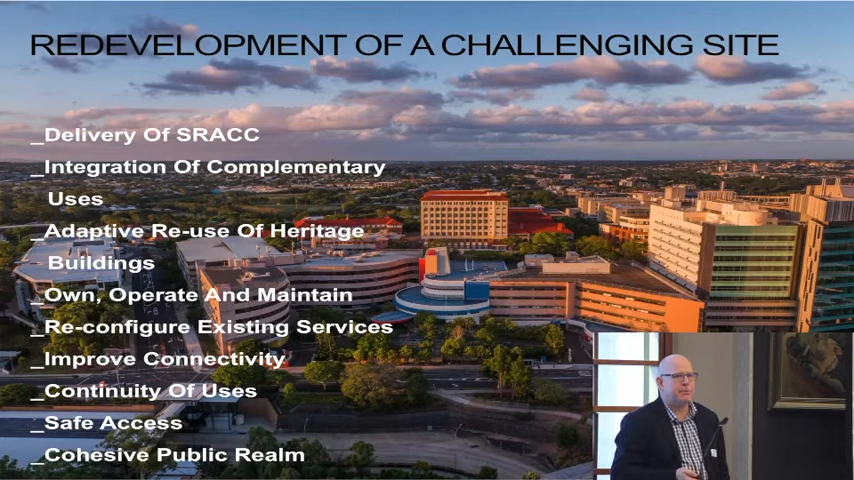 REDEVELOPMENT OF A CHALLENGING SITE
_Delivery Of SRACC
_Integration Of Complementary
Uses
_Adaptive Re-use Of Heritage
Buildings
_Own, Operate And Maintain
_Re-configure Existing Services
_Improve Connectivity
_Continuity Of Uses
_Safe Access
_Cohesive Public Realm